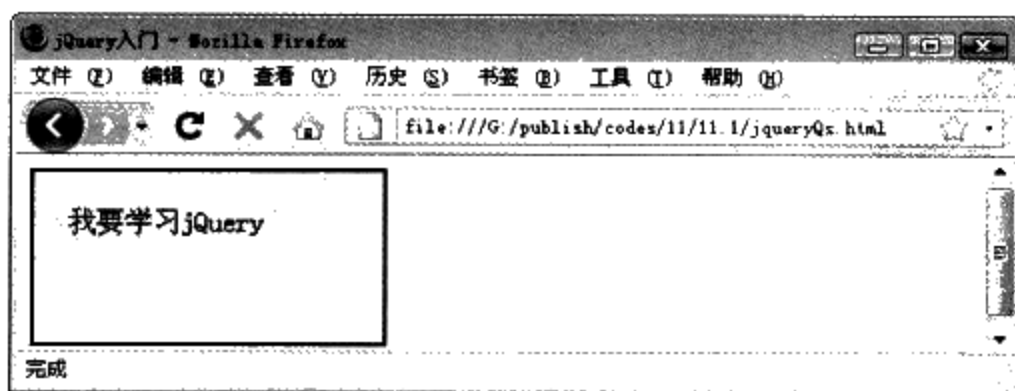 jQuery入门 - Mozilla Firefox
文件 (F) 编辑 (E) 查看 (V) 历史 (S) 书签 (B) 工具 (T) 帮助 (H)
file:///G:/publish/codes/11/11.1/jqueryQs.html
我要学习jQuery
完成